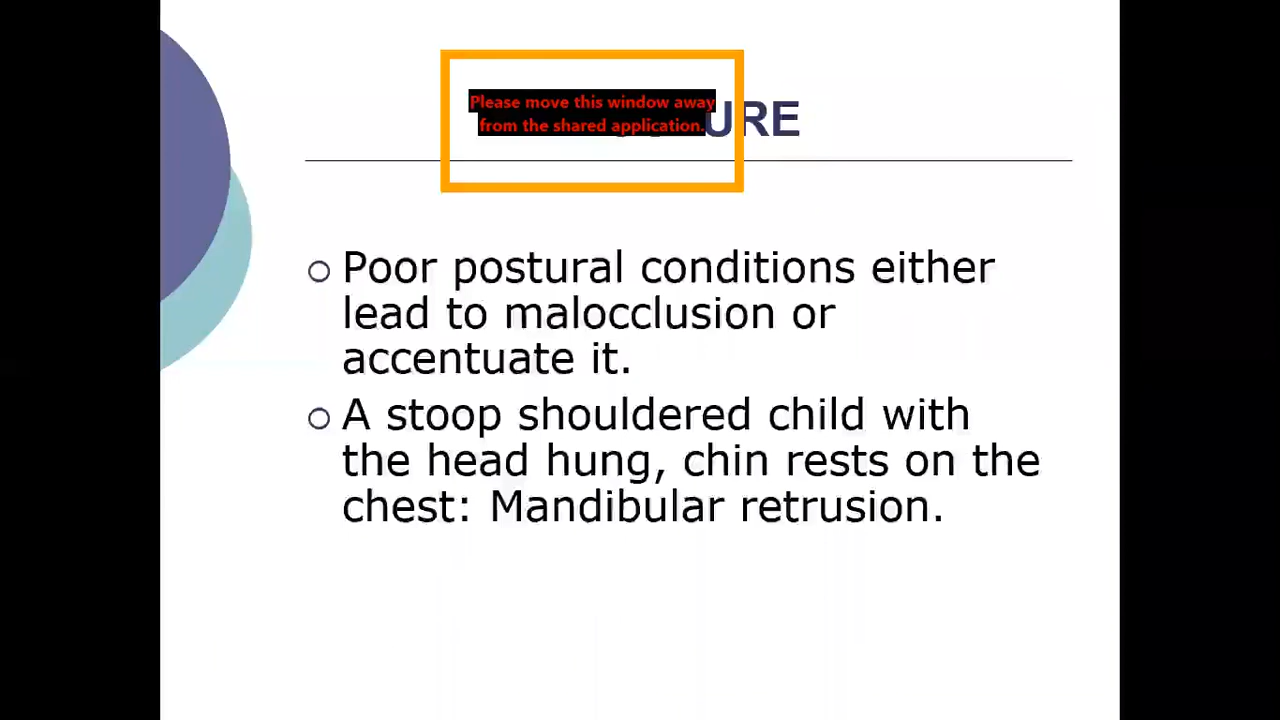 Please move this window away
from the shared application.
URE
Poor postural conditions either
lead to malocclusion or
accentuate it.
A stoop shouldered child with
the head hung, chin rests on the
chest: Mandibular retrusion.